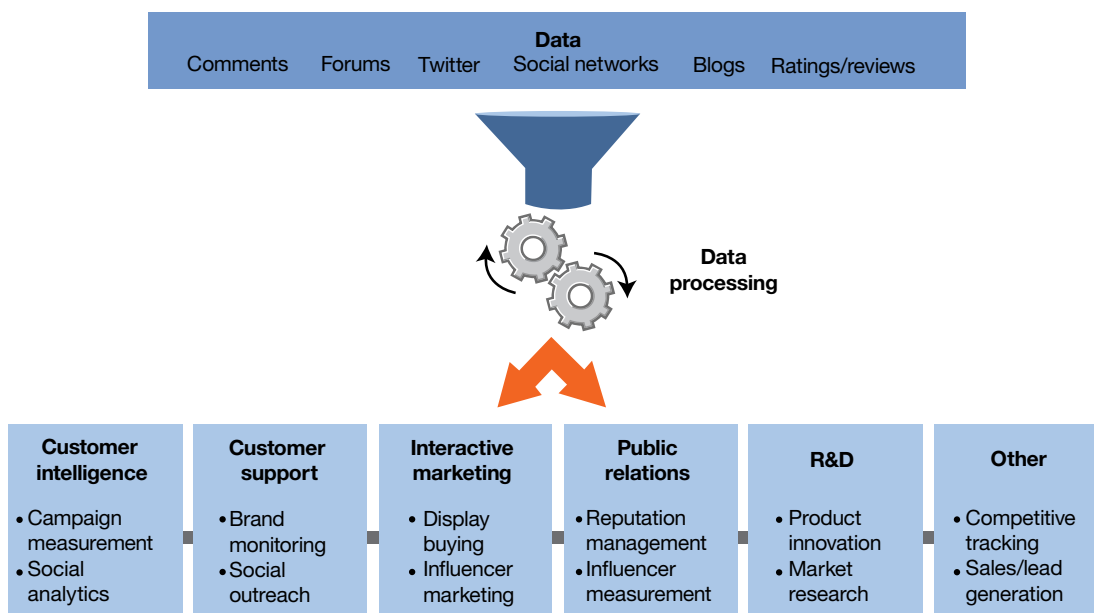 Data
Comments Forums Twitter Social networks Blogs Ratings/reviews
Data
processing
Customer
intelligence
• Campaign
measurement
• Social
analytics
Customer
support
• Brand
monitoring
• Social
outreach
Interactive
marketing
• Display
buying
• Influencer
marketing
Public
relations
• Reputation
management
• Influencer
measurement
R&D
• Product
innovation
• Market
research
Other
• Competitive
tracking
• Sales/lead
generation